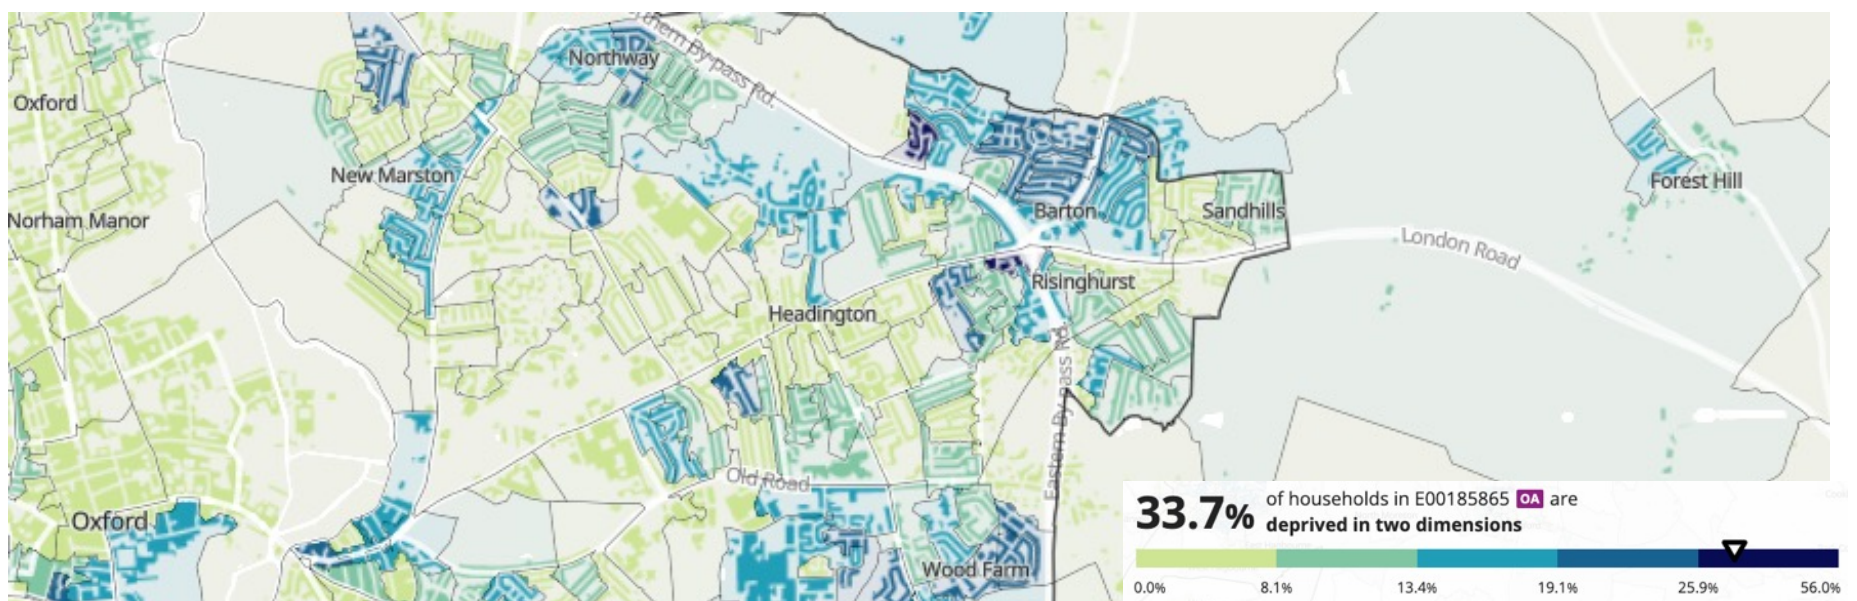 Northern By-pass Rd.
Northway
Oxford
New Marston
Norham Manor
Barton
Sandhills
Forest Hill
London Road
Risinghurst
Headington
Eastern By-pass Rd.
Old Road
Oxford
Wood Farm
33.7% of households in E00185865 OA are
deprived in two dimensions
0.0% 8.1% 13.4% 19.1% 25.9% 56.0%